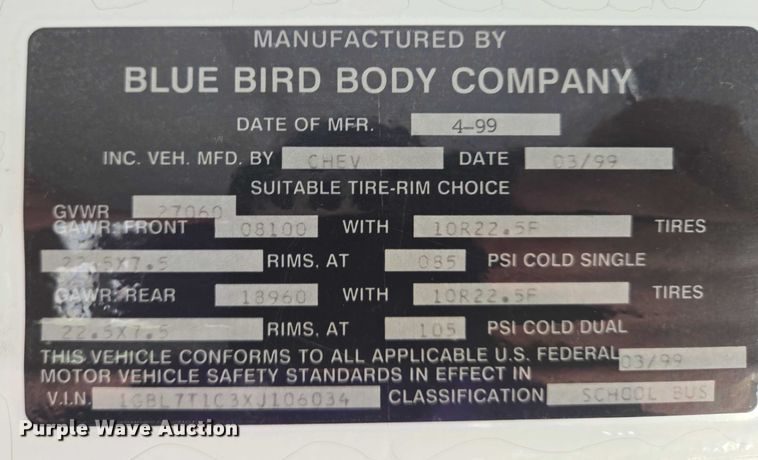 MANUFACTURED BY
BLUE BIRD BODY COMPANY
DATE OF MFR. 4-99
INC. VEH. MFD. BY CHEV DATE 03/99
SUITABLE TIRE-RIM CHOICE
GVWR 27060
GAWR: FRONT 08100 WITH 10R22.5F TIRES
22.5X7.5 RIMS, AT 085 PSI COLD SINGLE
GAWR: REAR 18960 WITH 10R22.5F TIRES
22.5X7.5 RIMS, AT 105 PSI COLD DUAL
THIS VEHICLE CONFORMS TO ALL APPLICABLE U.S. FEDERAL 03/99
MOTOR VEHICLE SAFETY STANDARDS IN EFFECT IN
V.I.N. 1GBL7T1C3XJ106034 CLASSIFICATION SCHOOL BUS
Purple Wave Auction